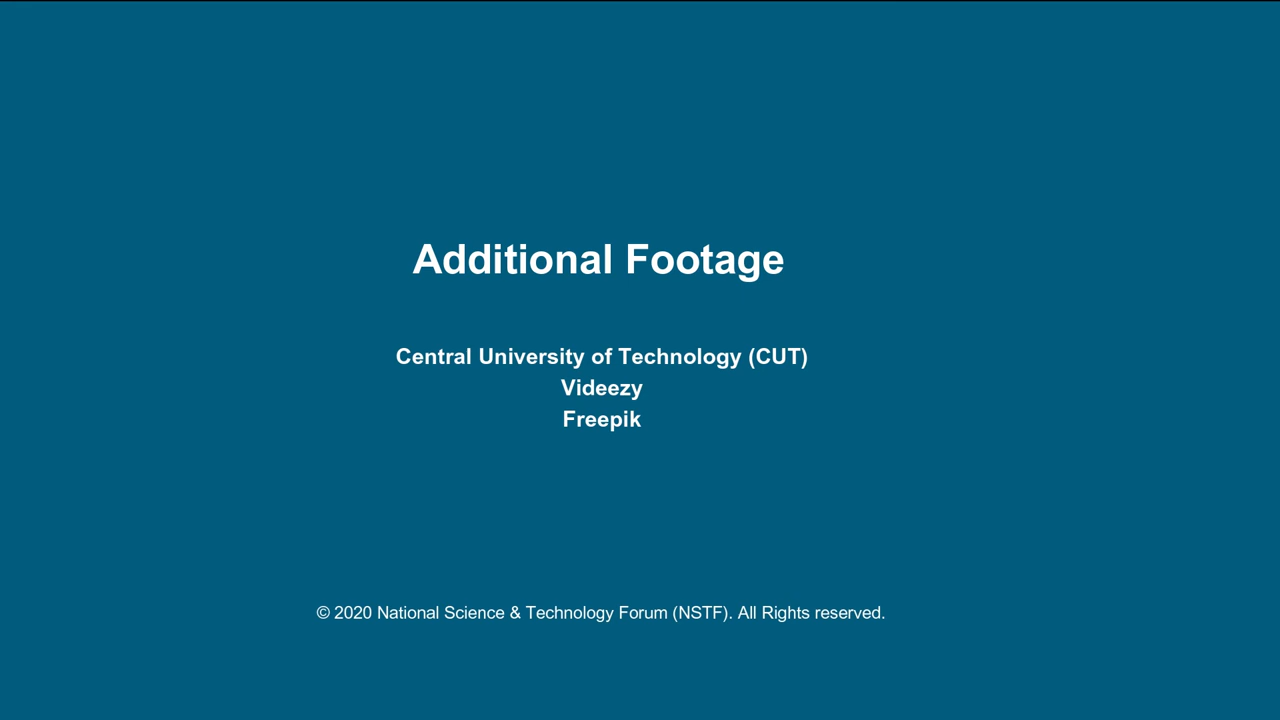 Additional Footage
Central University of Technology (CUT)
Videezy
Freepik
© 2020 National Science & Technology Forum (NSTF). All Rights reserved.